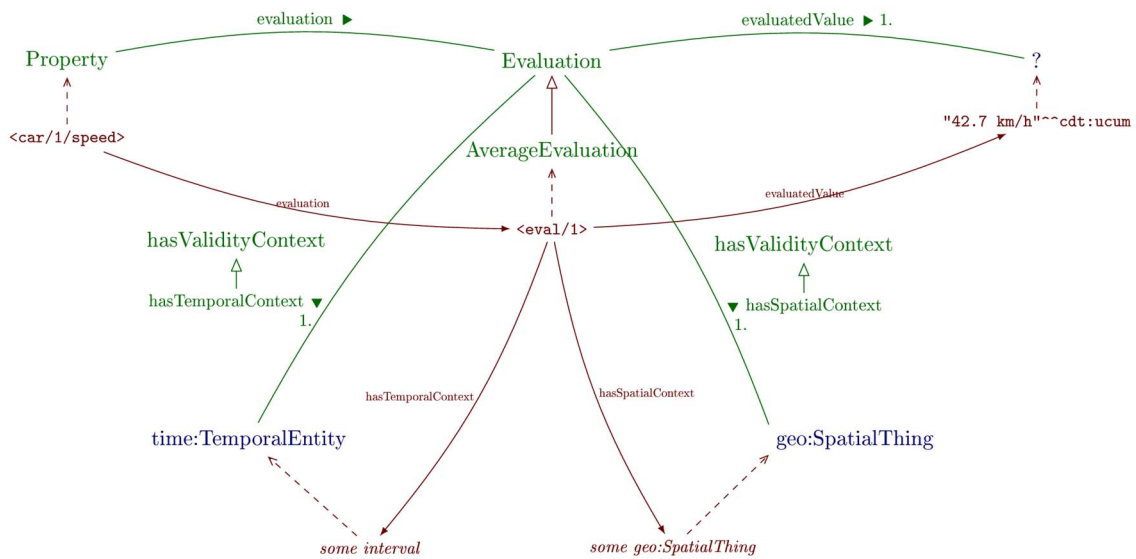 evaluation ▶
evaluatedValue ▶ 1.
Property
Evaluation
?
<car/1/speed>
"42.7 km/h"^^cdt:ucum
AverageEvaluation
evaluation
evaluatedValue
<eval/1>
hasValidityContext
hasValidityContext
hasTemporalContext ▼
1.
▼ hasSpatialContext
1.
hasTemporalContext
hasSpatialContext
time:TemporalEntity
geo:SpatialThing
some interval
some geo:SpatialThing